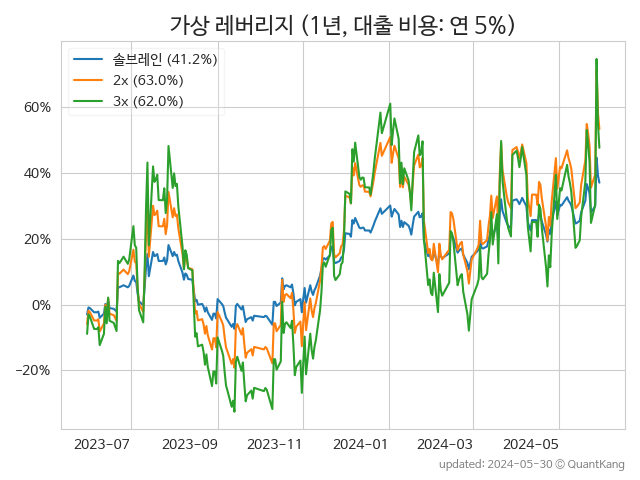 가상 레버리지 (1년, 대출 비용: 연 5%)
솔브레인 (41.2%)
2x (63.0%)
3x (62.0%)
60%
40%
20%
0%
−20%
2023-07 2023-09 2023-11 2024-01 2024-03 2024-05
updated: 2024-05-30 © QuantKang